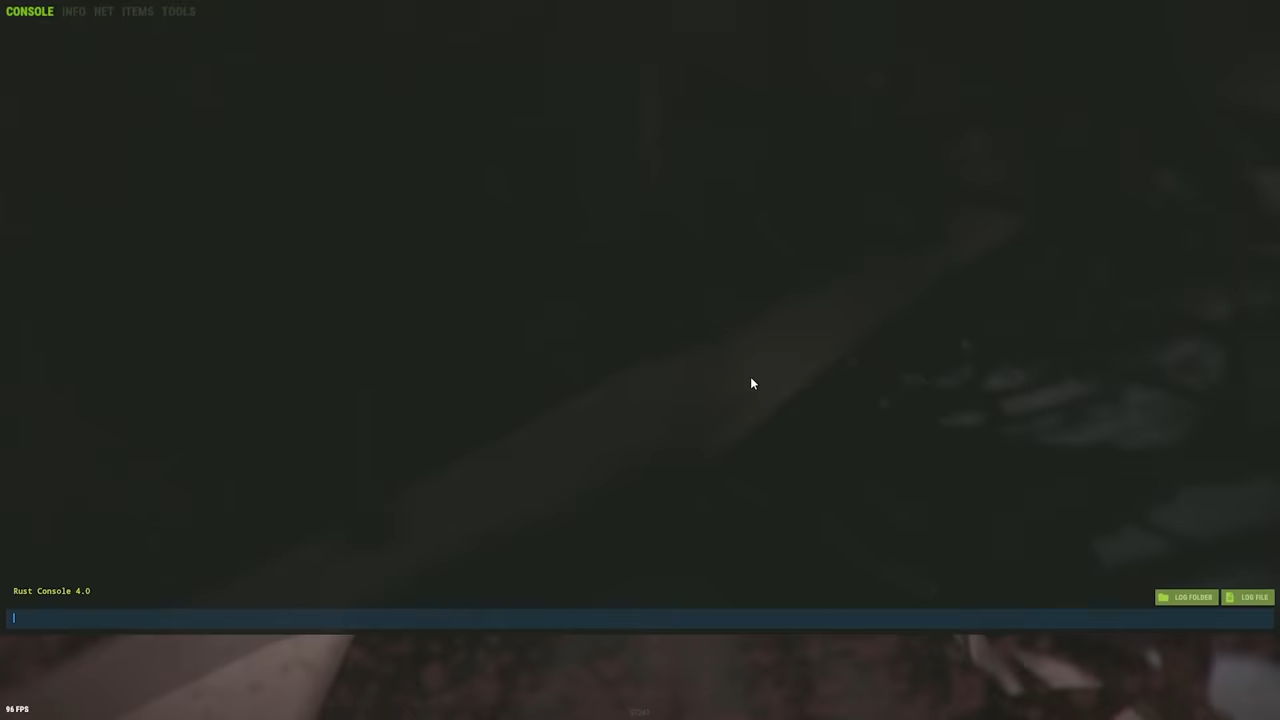 CONSOLE INFO NET ITEMS TOOLS
Rust Console 4.0
LOG FOLDER LOG FILE
96 FPS